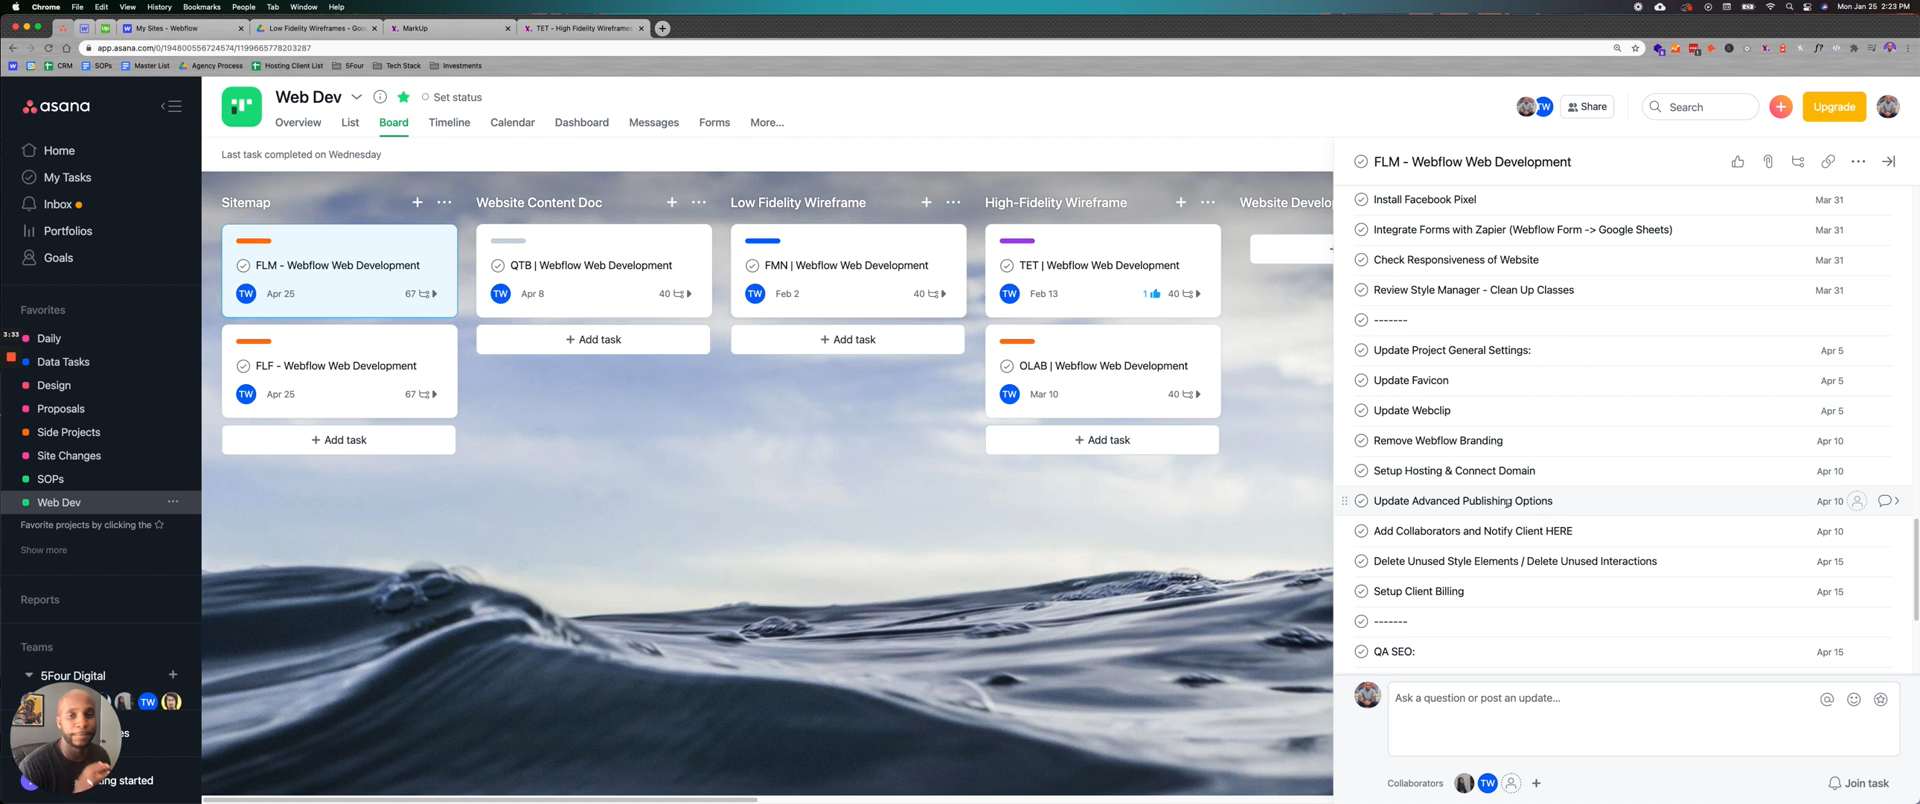 Chrome File Edit View History Bookmarks People Tab Window Help
Mon Jan 25 2:23 PM
My Sites - Webflow
Low Fidelity Wireframes - Goo
MarkUp
TET - High Fidelity Wireframes
app.asana.com/0/194800556724574/1199665778203287
CRM SOPs Master List Agency Process Hosting Client List 5Four Tech Stack Investments
asana
Home
My Tasks
Inbox
Portfolios
Goals
Favorites
3:33
Daily
Data Tasks
Design
Proposals
Side Projects
Site Changes
SOPs
Web Dev
Favorite projects by clicking the
Show more
Reports
Teams
5Four Digital
TW
es
ing started
Web Dev
Set status
Overview List Board Timeline Calendar Dashboard Messages Forms More...
TW
Share
Search
Upgrade
Last task completed on Wednesday
Sitemap
FLM - Webflow Web Development
TW Apr 25 67
FLF - Webflow Web Development
TW Apr 25 67
+ Add task
Website Content Doc
QTB | Webflow Web Development
TW Apr 8 40
+ Add task
Low Fidelity Wireframe
FMN | Webflow Web Development
TW Feb 2 40
+ Add task
High-Fidelity Wireframe
TET | Webflow Web Development
TW Feb 13 1 40
OLAB | Webflow Web Development
TW Mar 10 40
+ Add task
Website Develo
FLM - Webflow Web Development
Install Facebook Pixel Mar 31
Integrate Forms with Zapier (Webflow Form -> Google Sheets) Mar 31
Check Responsiveness of Website Mar 31
Review Style Manager - Clean Up Classes Mar 31
-------
Update Project General Settings: Apr 5
Update Favicon Apr 5
Update Webclip Apr 5
Remove Webflow Branding Apr 10
Setup Hosting & Connect Domain Apr 10
Update Advanced Publishing Options Apr 10
Add Collaborators and Notify Client HERE Apr 10
Delete Unused Style Elements / Delete Unused Interactions Apr 15
Setup Client Billing Apr 15
-------
QA SEO: Apr 15
Ask a question or post an update...
Collaborators TW
Join task